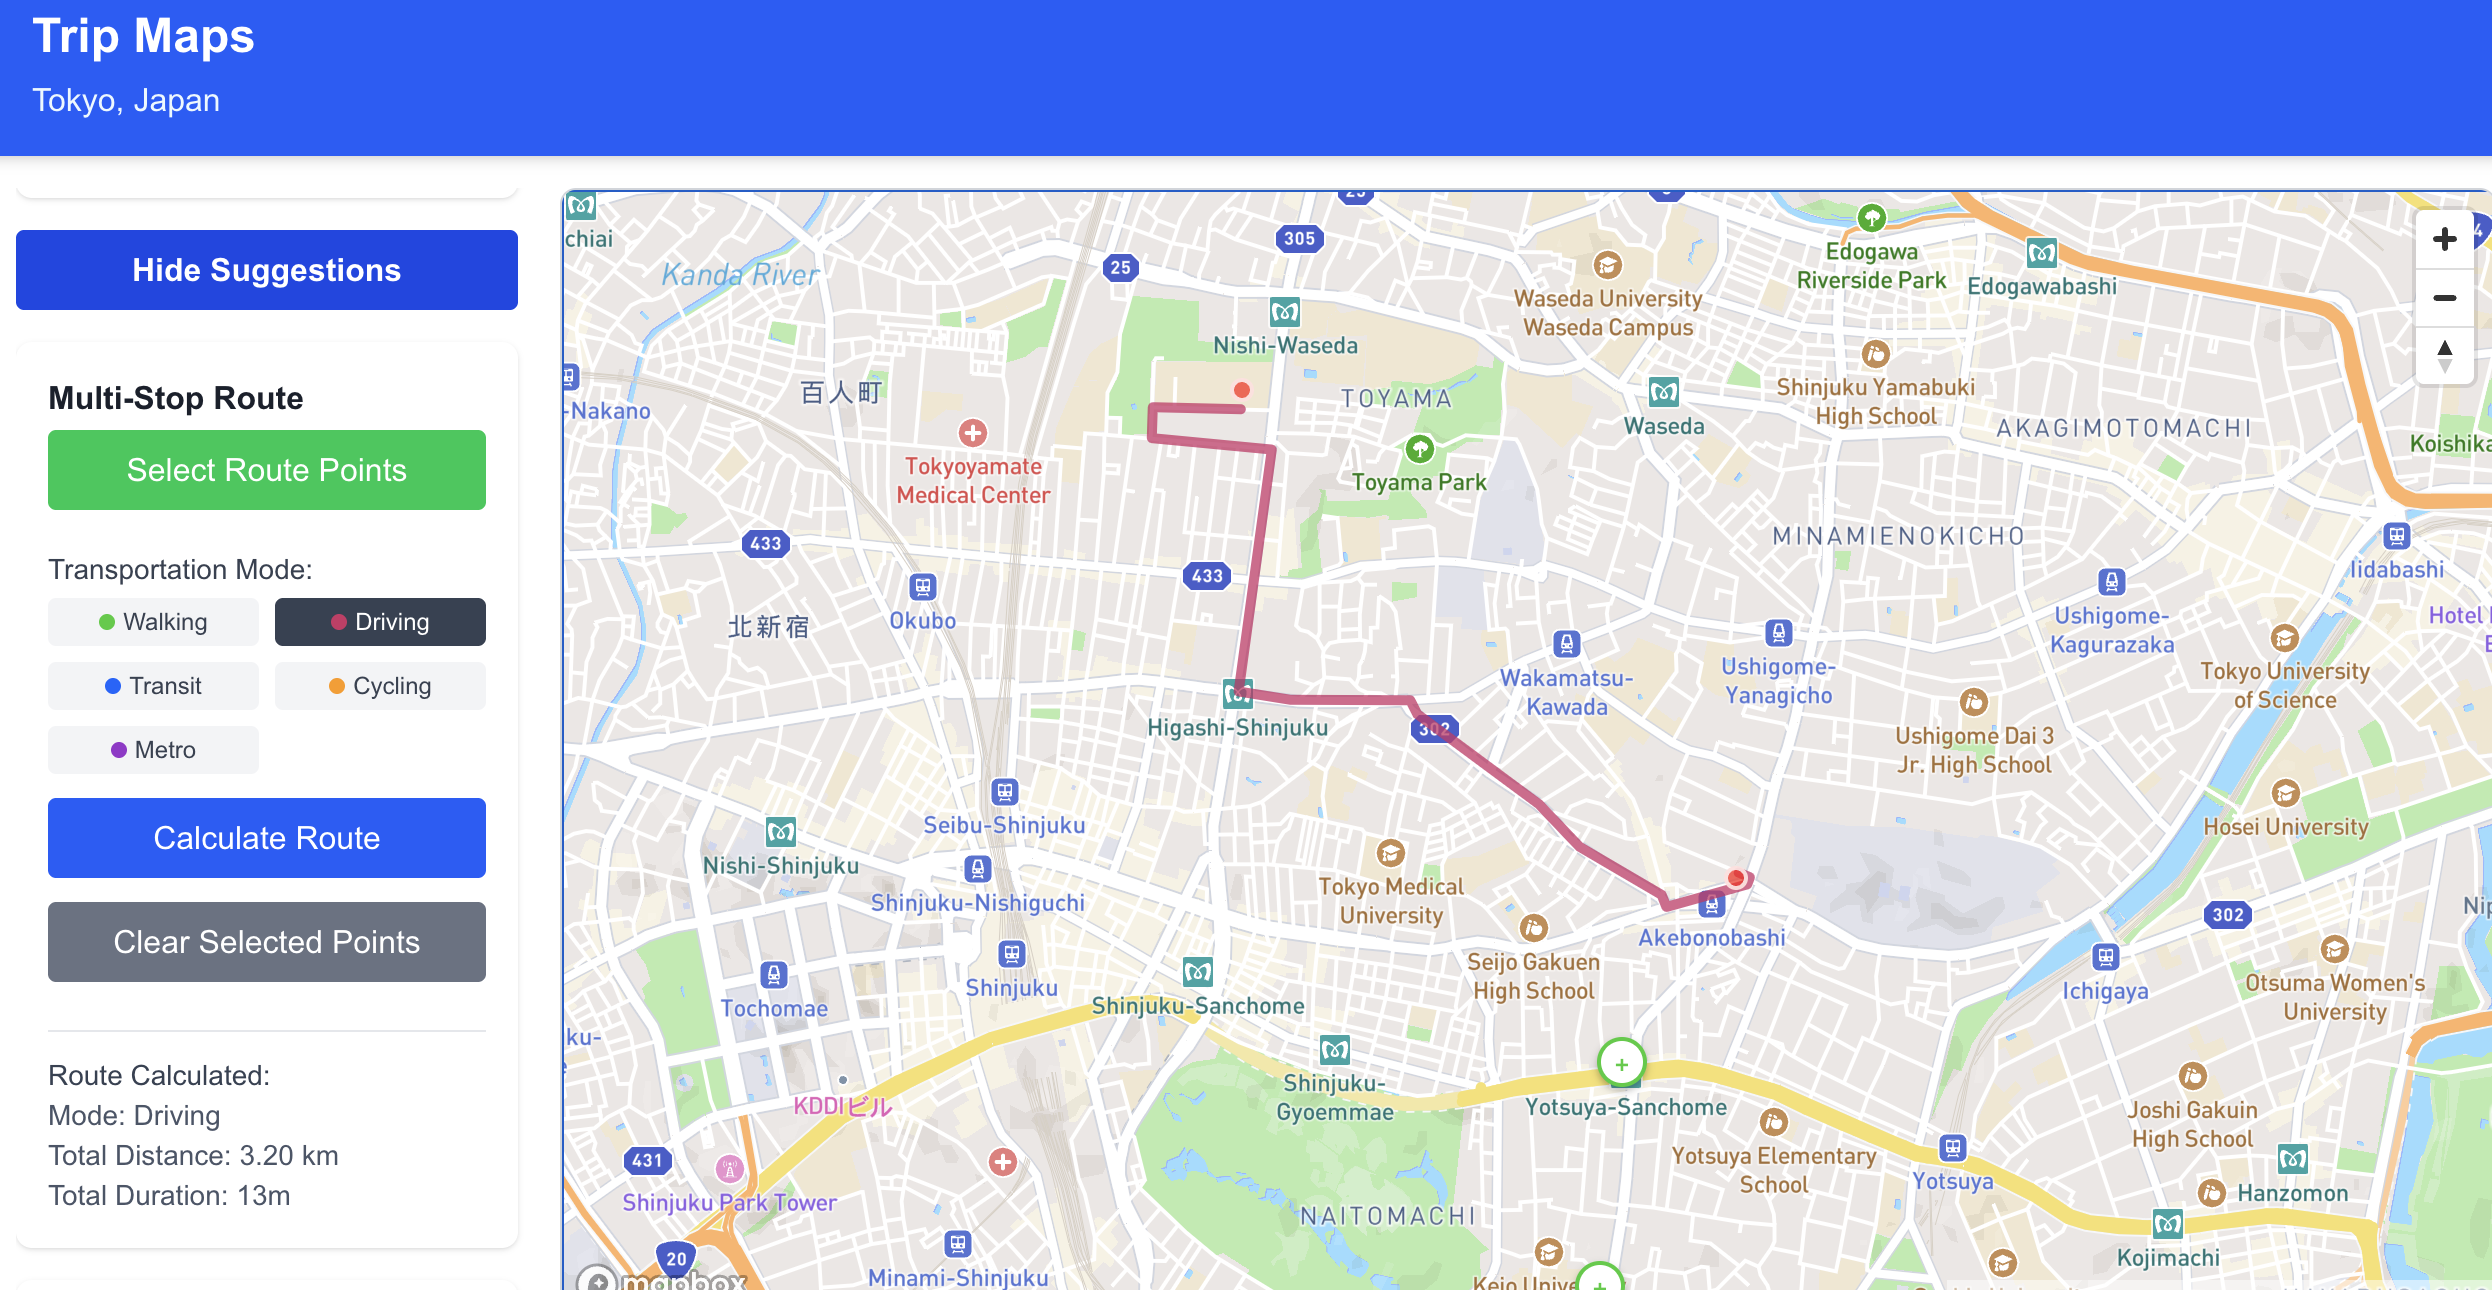 Trip Maps
Tokyo, Japan
Hide Suggestions
Multi-Stop Route
Select Route Points
Transportation Mode:
Walking
Driving
Transit
Cycling
Metro
Calculate Route
Clear Selected Points
Route Calculated:
Mode: Driving
Total Distance: 3.20 km
Total Duration: 13m
chiai
Kanda River
25
305
25
Nishi-Waseda
Waseda University
Waseda Campus
Edogawa
Riverside Park
Edogawabashi
-Nakano
百人町
TOYAMA
Waseda
Shinjuku Yamabuki
High School
AKAGIMOTOMACHI
Tokyoyamate
Medical Center
Toyama Park
433
433
MINAMIENOKICHO
Iidabashi
北新宿
Okubo
Wakamatsu-
Kawada
Ushigome-
Yanagicho
Ushigome-
Kagurazaka
Hotel
Tokyo University
of Science
Higashi-Shinjuku
302
Ushigome Dai 3
Jr. High School
Seibu-Shinjuku
Hosei University
Nishi-Shinjuku
Shinjuku-Nishiguchi
Tokyo Medical
University
Akebonobashi
302
Seijo Gakuen
High School
Shinjuku
Tochomae
Shinjuku-Sanchome
Ichigaya
Otsuma Women's
University
ku-
Shinjuku-
Gyoemmae
KDDIビル
Yotsuya-Sanchome
Joshi Gakuin
High School
431
Shinjuku Park Tower
Yotsuya Elementary
School
Yotsuya
Hanzomon
NAITOMACHI
20
Kojimachi
Minami-Shinjuku
mapbox